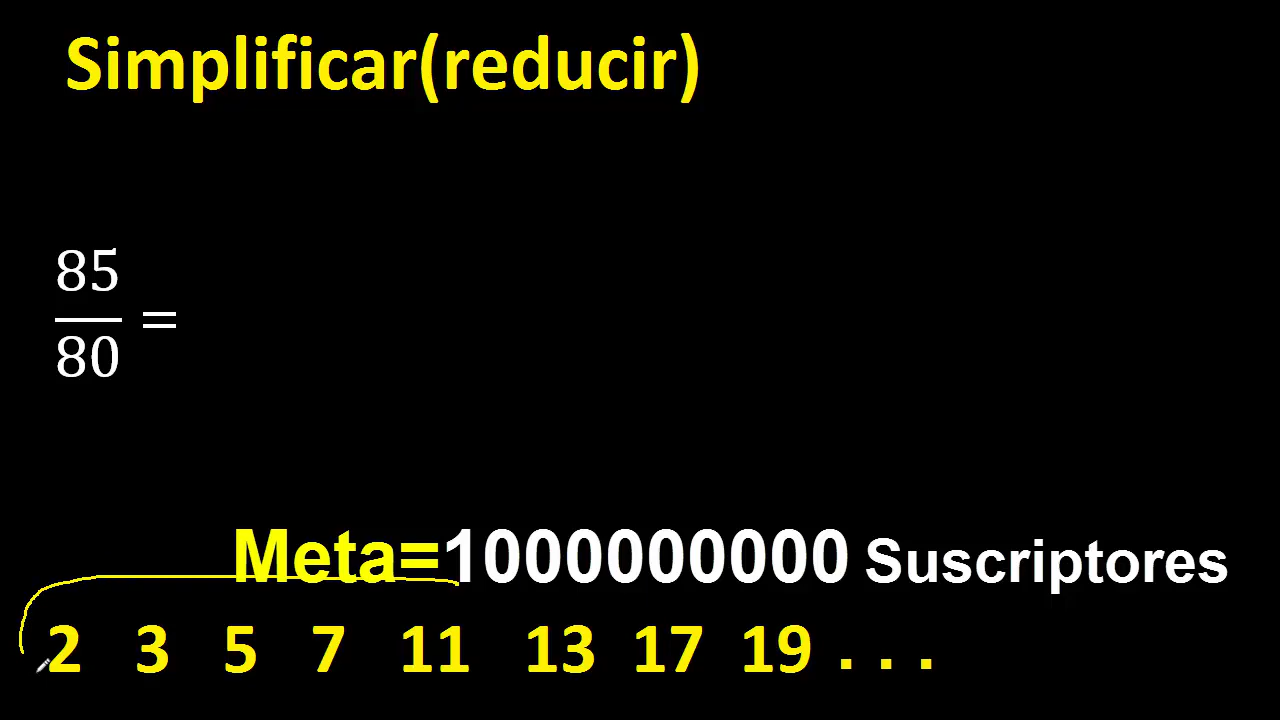 Simplificar(reducir)
85
80
=
Meta=1000000000 Suscriptores
2 3 5 7 11 13 17 19 . . .